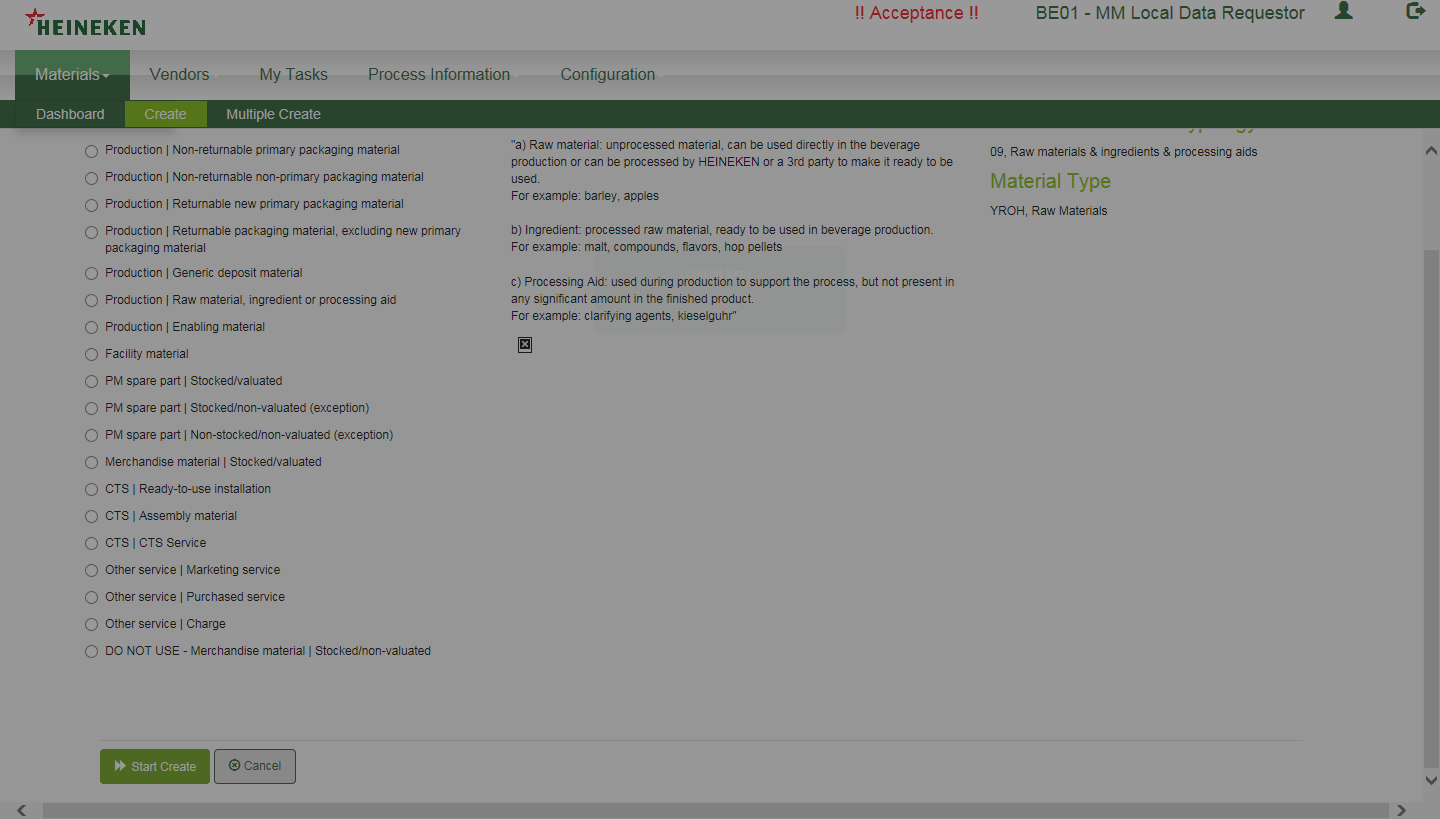 HEINEKEN
!! Acceptance !!
BE01 - MM Local Data Requestor
Materials
Vendors
My Tasks
Process Information
Configuration
Dashboard
Create
Multiple Create
Production | Non-returnable primary packaging material
Production | Non-returnable non-primary packaging material
Production | Returnable new primary packaging material
Production | Returnable packaging material, excluding new primary
packaging material
Production | Generic deposit material
Production | Raw material, ingredient or processing aid
Production | Enabling material
Facility material
PM spare part | Stocked/valuated
PM spare part | Stocked/non-valuated (exception)
PM spare part | Non-stocked/non-valuated (exception)
Merchandise material | Stocked/valuated
CTS | Ready-to-use installation
CTS | Assembly material
CTS | CTS Service
Other service | Marketing service
Other service | Purchased service
Other service | Charge
DO NOT USE - Merchandise material | Stocked/non-valuated
"a) Raw material: unprocessed material, can be used directly in the beverage
production or can be processed by HEINEKEN or a 3rd party to make it ready to be
used.
For example: barley, apples
b) Ingredient: processed raw material, ready to be used in beverage production.
For example: malt, compounds, flavors, hop pellets
c) Processing Aid: used during production to support the process, but not present in
any significant amount in the finished product.
For example: clarifying agents, kieselguhr"
09, Raw materials & ingredients & processing aids
Material Type
YROH, Raw Materials
Start Create
Cancel